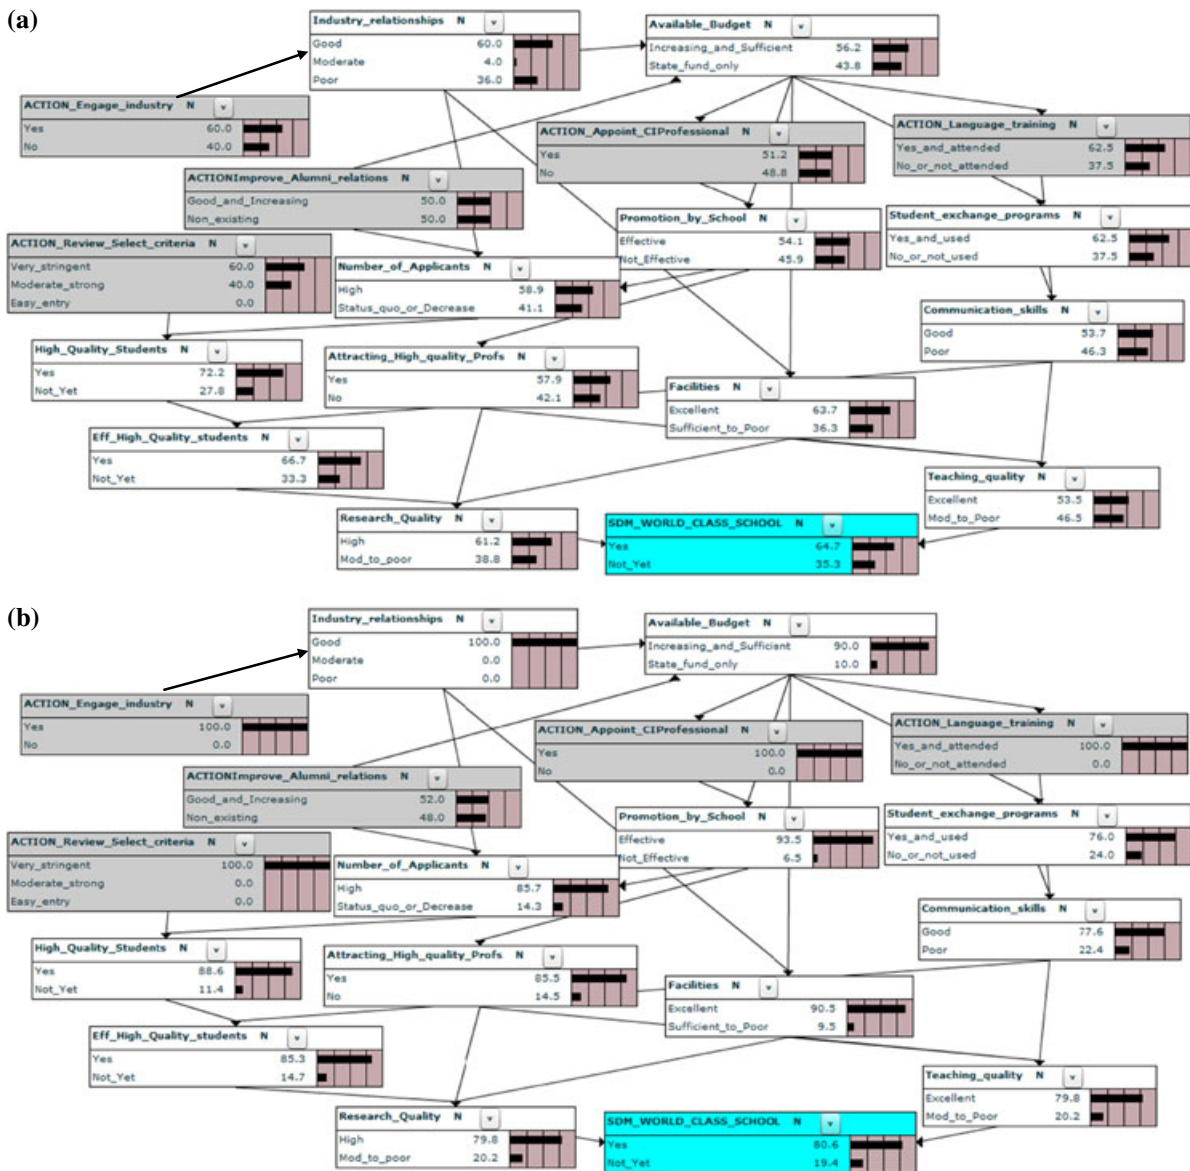 (a)
Industry_relationships N v
Good 60.0
Moderate 4.0
Poor 36.0
Available_Budget N v
Increasing_and_Sufficient 56.2
State_fund_only 43.8
ACTION_Engage_industry N v
Yes 60.0
No 40.0
ACTION_Appoint_CIProfessional N v
Yes 51.2
No 48.8
ACTION_Language_training N v
Yes_and_attended 62.5
No_or_not_attended 37.5
ACTIONImprove_Alumni_relations N v
Good_and_Increasing 50.0
Non_existing 50.0
Promotion_by_School N v
Effective 54.1
Not_Effective 45.9
Student_exchange_programs N v
Yes_and_used 62.5
No_or_not_used 37.5
ACTION_Review_Select_criteria N v
Very_stringent 60.0
Moderate_strong 40.0
Easy_entry 0.0
Number_of_Applicants N v
High 58.9
Status_quo_or_Decrease 41.1
Communication_skills N v
Good 53.7
Poor 46.3
High_Quality_Students N v
Yes 72.2
Not_Yet 27.8
Attracting_High_quality_Profs N v
Yes 57.9
No 42.1
Facilities N v
Excellent 63.7
Sufficient_to_Poor 36.3
Eff_High_Quality_students N v
Yes 66.7
Not_Yet 33.3
Teaching_quality N v
Excellent 53.5
Mod_to_Poor 46.5
Research_Quality N v
High 61.2
Mod_to_poor 38.8
SDM_WORLD_CLASS_SCHOOL N v
Yes 64.7
Not_Yet 35.3
(b)
Industry_relationships N v
Good 100.0
Moderate 0.0
Poor 0.0
Available_Budget N v
Increasing_and_Sufficient 90.0
State_fund_only 10.0
ACTION_Engage_industry N v
Yes 100.0
No 0.0
ACTION_Appoint_CIProfessional N v
Yes 100.0
No 0.0
ACTION_Language_training N v
Yes_and_attended 100.0
No_or_not_attended 0.0
ACTIONImprove_Alumni_relations N v
Good_and_Increasing 52.0
Non_existing 48.0
Promotion_by_School N v
Effective 93.5
Not_Effective 6.5
Student_exchange_programs N v
Yes_and_used 76.0
No_or_not_used 24.0
ACTION_Review_Select_criteria N v
Very_stringent 100.0
Moderate_strong 0.0
Easy_entry 0.0
Number_of_Applicants N v
High 85.7
Status_quo_or_Decrease 14.3
Communication_skills N v
Good 77.6
Poor 22.4
High_Quality_Students N v
Yes 88.6
Not_Yet 11.4
Attracting_High_quality_Profs N v
Yes 85.5
No 14.5
Facilities N v
Excellent 90.5
Sufficient_to_Poor 9.5
Eff_High_Quality_students N v
Yes 85.3
Not_Yet 14.7
Teaching_quality N v
Excellent 79.8
Mod_to_Poor 20.2
Research_Quality N v
High 79.8
Mod_to_poor 20.2
SDM_WORLD_CLASS_SCHOOL N v
Yes 80.6
Not_Yet 19.4